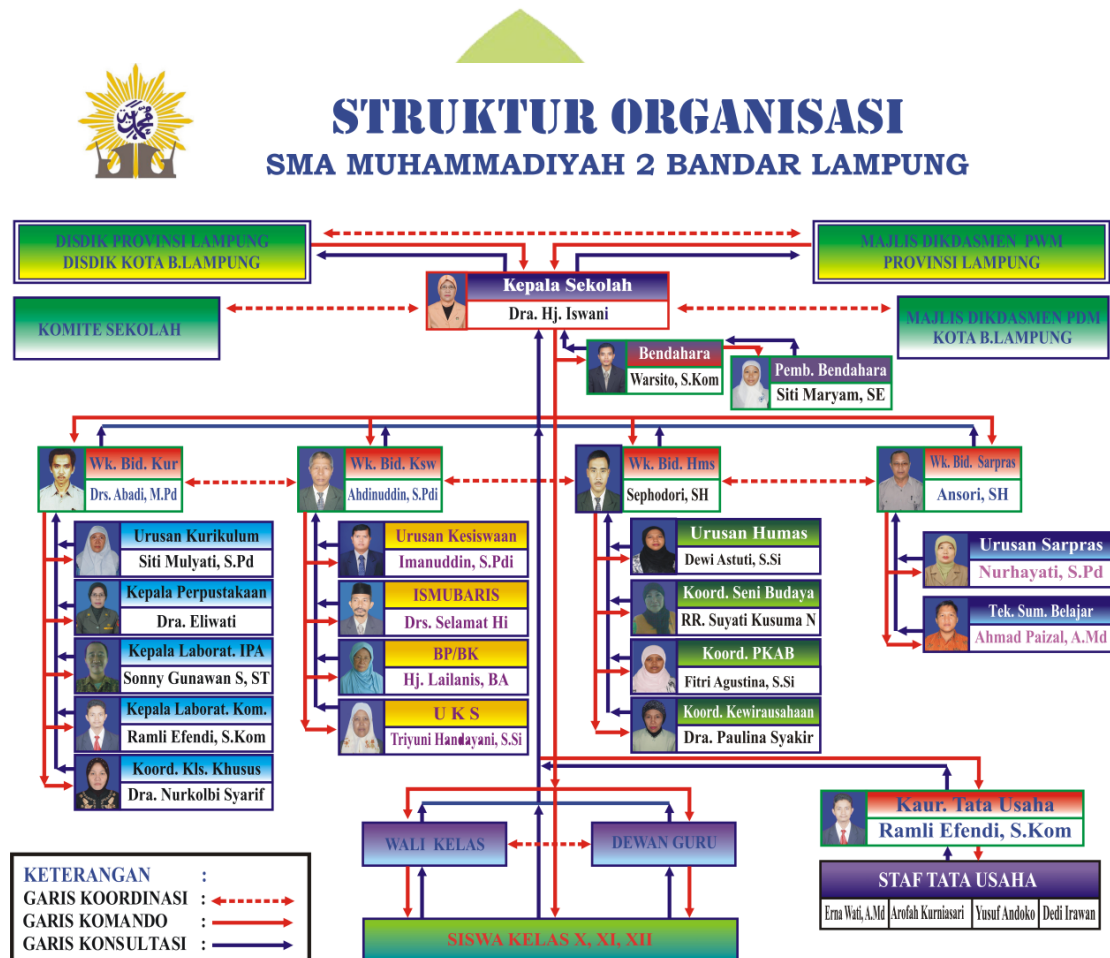 STRUKTUR ORGANISASI
SMA MUHAMMADIYAH 2 BANDAR LAMPUNG
DISDIK PROVINSI LAMPUNG
DISDIK KOTA B.LAMPUNG
MAJLIS DIKDASMEN PWM
PROVINSI LAMPUNG
Kepala Sekolah
Dra. Hj. Iswani
KOMITE SEKOLAH
MAJLIS DIKDASMEN PDM
KOTA B.LAMPUNG
Bendahara
Warsito, S.Kom
Pemb. Bendahara
Siti Maryam, SE
Wk. Bid. Kur
Drs. Abadi, M.Pd
Wk. Bid. Ksw
Ahdinuddin, S.Pdi
Wk. Bid. Hms
Sephodori, SH
Wk. Bid. Sarpras
Ansori, SH
Urusan Kurikulum
Siti Mulyati, S.Pd
Kepala Perpustakaan
Dra. Eliwati
Kepala Laborat. IPA
Sonny Gunawan S, ST
Kepala Laborat. Kom.
Ramli Efendi, S.Kom
Koord. Kls. Khusus
Dra. Nurkolbi Syarif
Urusan Kesiswaan
Imanuddin, S.Pdi
ISMUBARIS
Drs. Selamat Hi
BP/BK
Hj. Lailanis, BA
U K S
Triyuni Handayani, S.Si
Urusan Humas
Dewi Astuti, S.Si
Koord. Seni Budaya
RR. Suyati Kusuma N
Koord. PKAB
Fitri Agustina, S.Si
Koord. Kewirausahaan
Dra. Paulina Syakir
Urusan Sarpras
Nurhayati, S.Pd
Tek. Sum. Belajar
Ahmad Paizal, A.Md
WALI KELAS
DEWAN GURU
Kaur. Tata Usaha
Ramli Efendi, S.Kom
STAF TATA USAHA
Erna Wati, A.Md Arofah Kurniasari Yusuf Andoko Dedi Irawan
SISWA KELAS X, XI, XII
KETERANGAN :
GARIS KOORDINASI :
GARIS KOMANDO :
GARIS KONSULTASI :